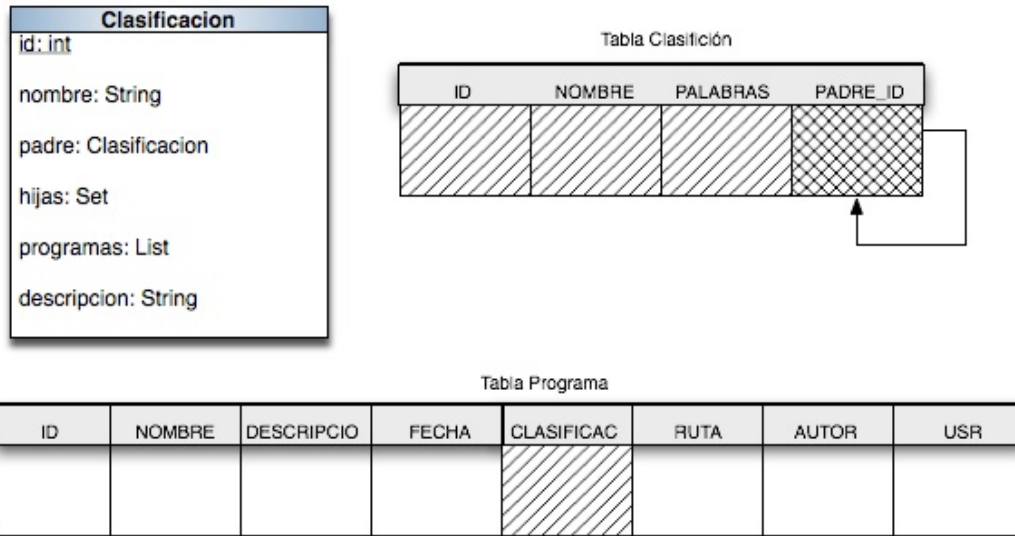 Clasificacion
id: int
nombre: String
padre: Clasificacion
hijas: Set
programas: List
descripcion: String
Tabla Clasifición
ID NOMBRE PALABRAS PADRE_ID
Tabla Programa
ID NOMBRE DESCRIPCIO FECHA CLASIFICAC RUTA AUTOR USR